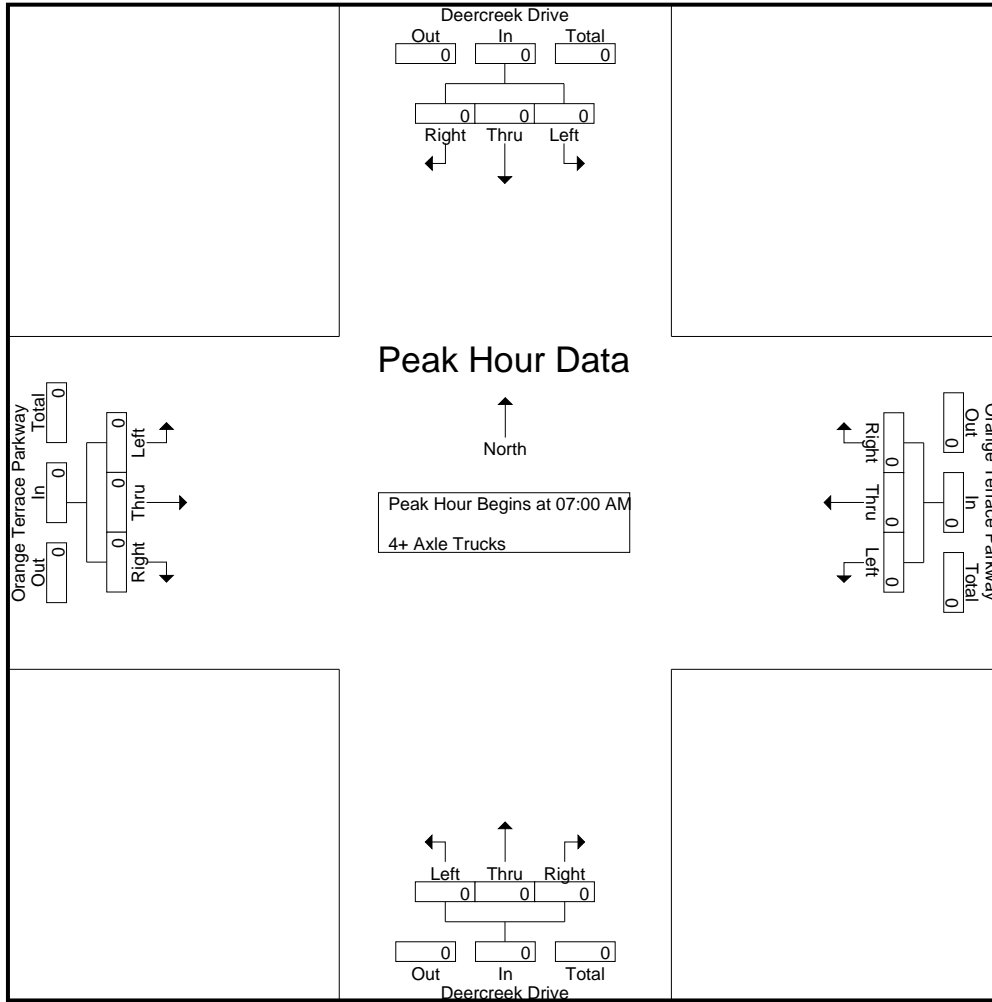 Deercreek Drive
Out In Total
0 0 0
0 0 0
Right Thru Left
Peak Hour Data
North
Peak Hour Begins at 07:00 AM
4+ Axle Trucks
Orange Terrace Parkway
Out In Total
0 0 0
0 0 0
Right Thru Left
Orange Terrace Parkway
Out In Total
0 0 0
0 0 0
Right Thru Left
Left Thru Right
0 0 0
0 0 0
Out In Total
Deercreek Drive